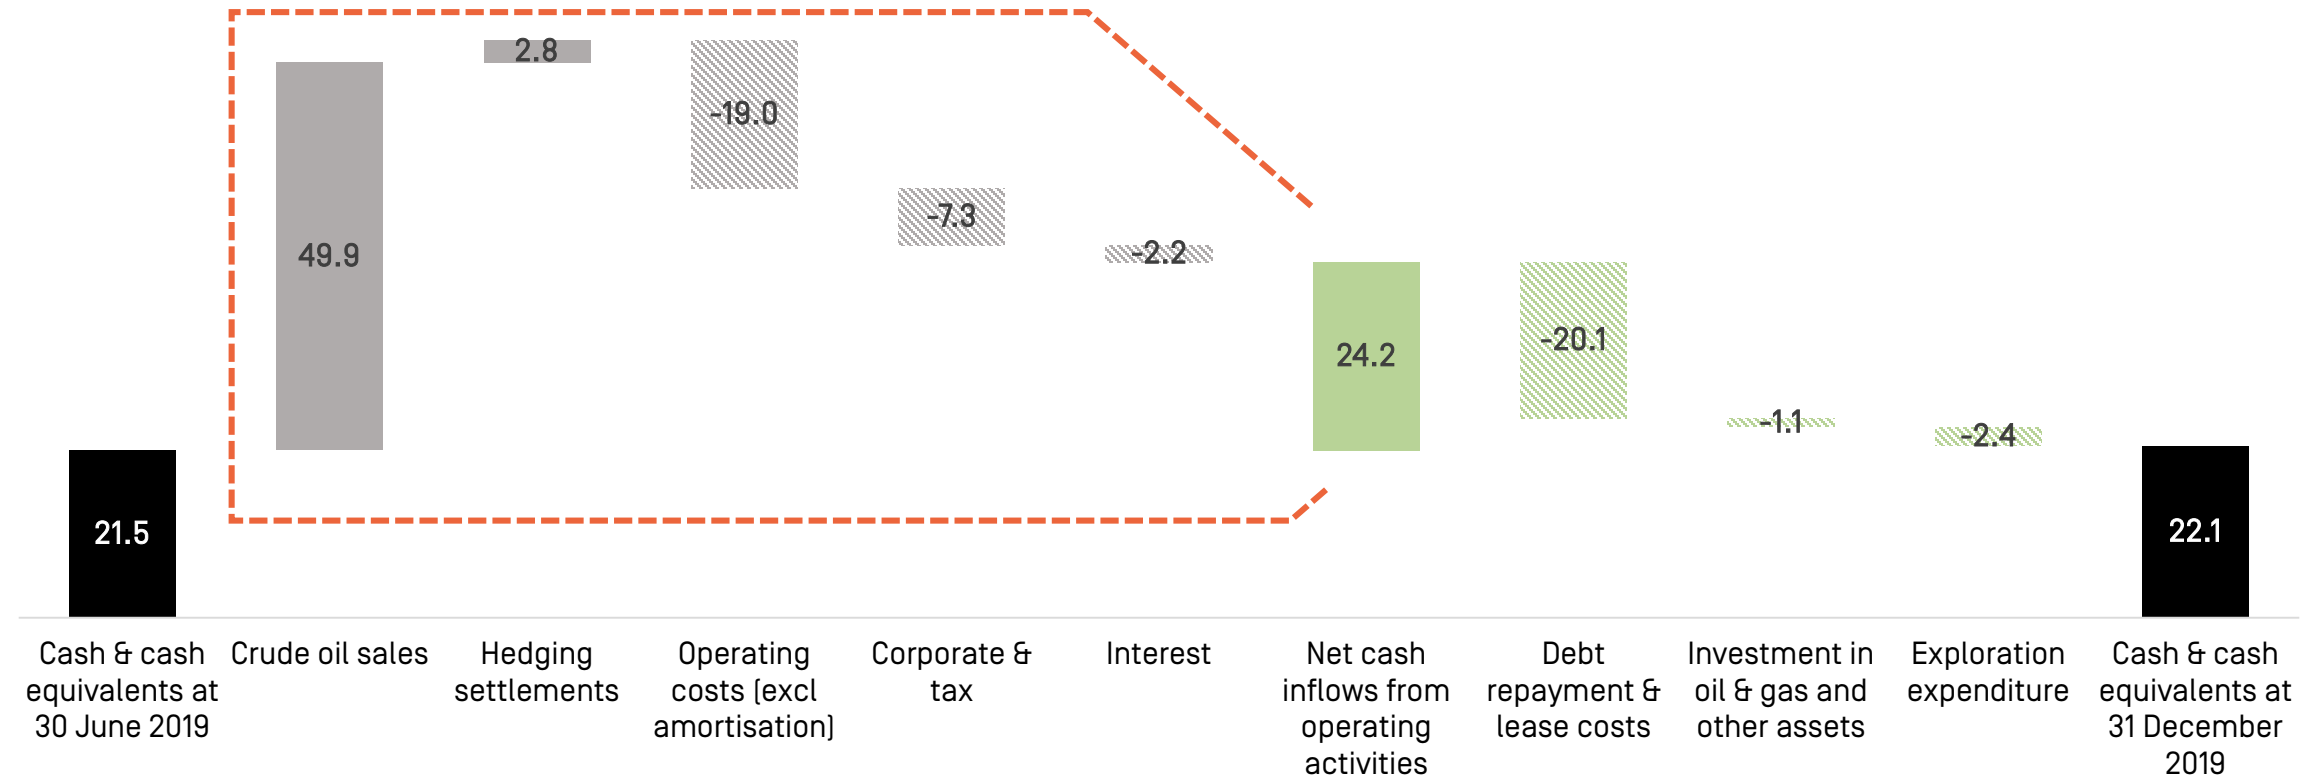 2.8
-19.0
-7.3
49.9
-2.2
24.2
-20.1
-1.1
-2.4
21.5
22.1
Cash & cash
equivalents at
30 June 2019
Crude oil sales
Hedging
settlements
Operating
costs (excl
amortisation)
Corporate &
tax
Interest
Net cash
inflows from
operating
activities
Debt
repayment &
lease costs
Investment in
oil & gas and
other assets
Exploration
expenditure
Cash & cash
equivalents at
31 December
2019